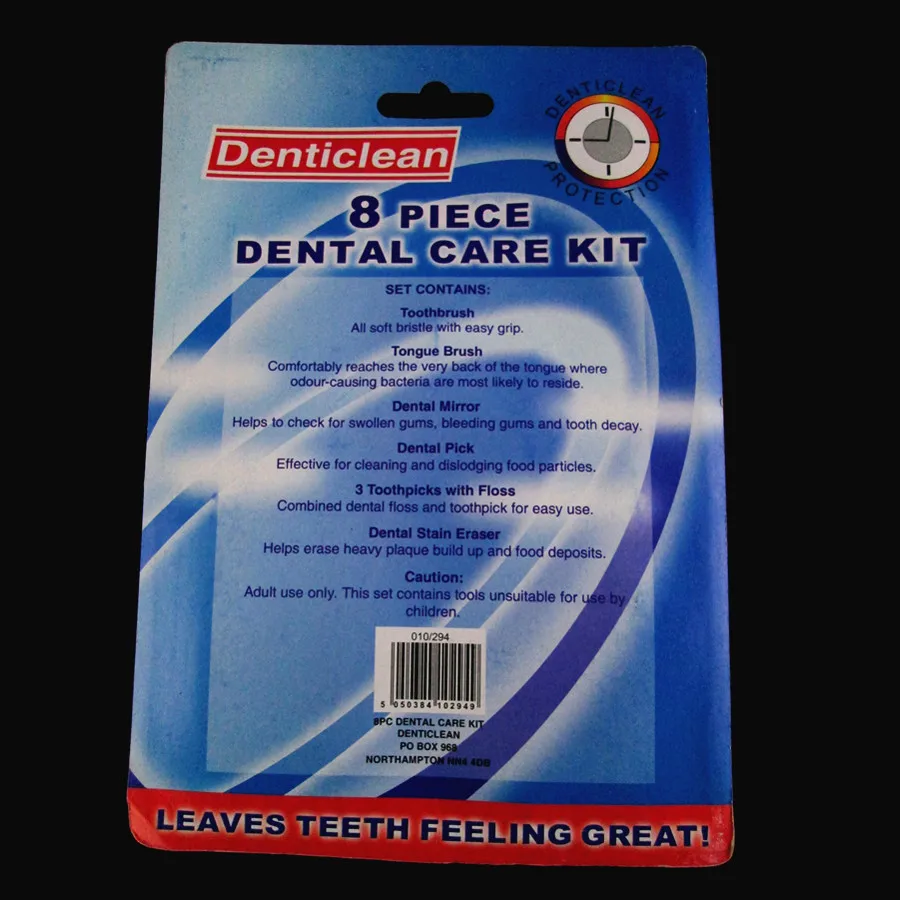 Denticlean
DENTICLEAN
PROTECTION
8 PIECE
DENTAL CARE KIT
SET CONTAINS:
Toothbrush
All soft bristle with easy grip.
Tongue Brush
Comfortably reaches the very back of the tongue where
odour-causing bacteria are most likely to reside.
Dental Mirror
Helps to check for swollen gums, bleeding gums and tooth decay.
Dental Pick
Effective for cleaning and dislodging food particles.
3 Toothpicks with Floss
Combined dental floss and toothpick for easy use.
Dental Stain Eraser
Helps erase heavy plaque build up and food deposits.
Caution:
Adult use only. This set contains tools unsuitable for use by
children.
010/294
5 050384 102949
8PC DENTAL CARE KIT
DENTICLEAN
PO BOX 968
NORTHAMPTON NN4 4DB
LEAVES TEETH FEELING GREAT!